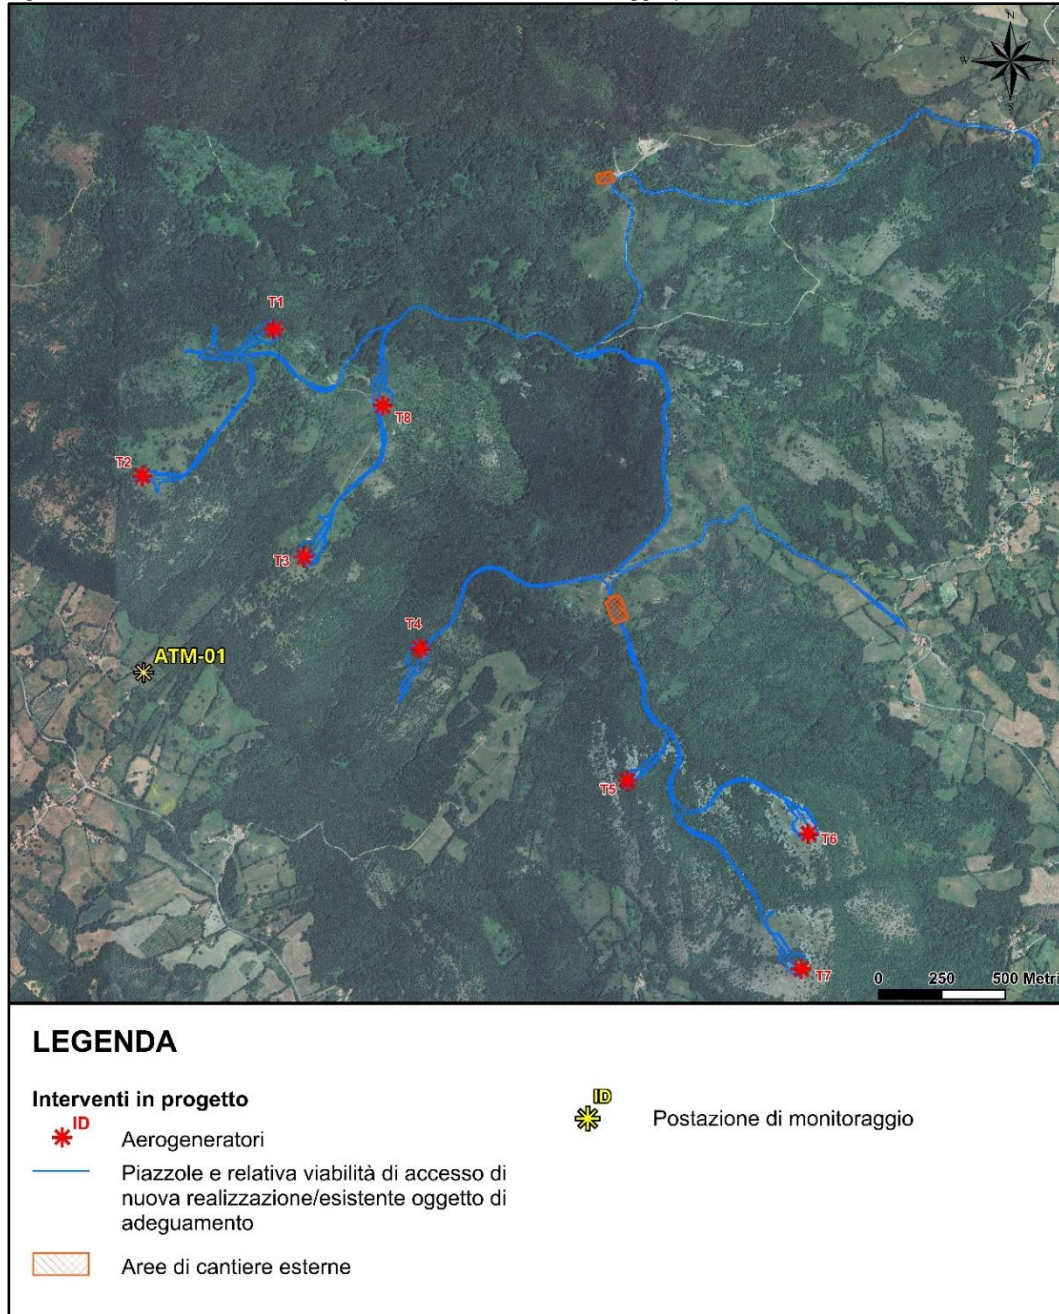 N
W
E
S
T1
T8
T2
T3
T4
ATM-01
T5
T6
T7
0 250 500 Metri
LEGENDA
Interventi in progetto
ID
Aerogeneratori
ID
Postazione di monitoraggio
Piazzole e relativa viabilità di accesso di
nuova realizzazione/esistente oggetto di
adeguamento
Aree di cantiere esterne